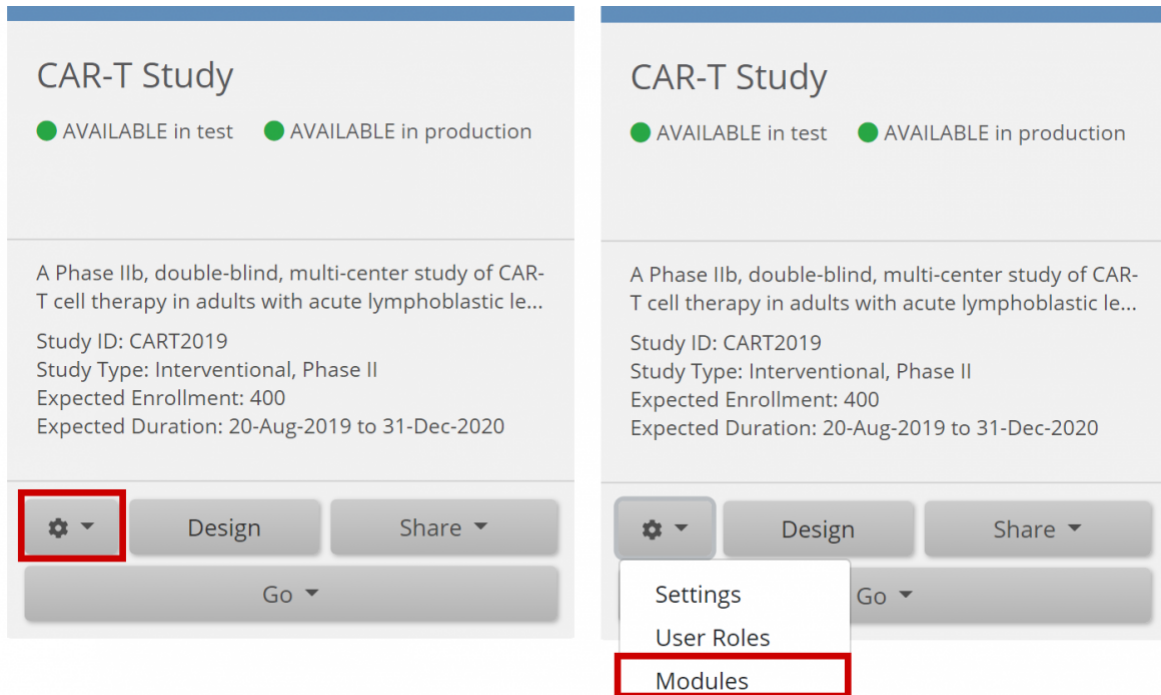 CAR-T Study
AVAILABLE in test AVAILABLE in production
A Phase IIb, double-blind, multi-center study of CAR-
T cell therapy in adults with acute lymphoblastic le...
Study ID: CART2019
Study Type: Interventional, Phase II
Expected Enrollment: 400
Expected Duration: 20-Aug-2019 to 31-Dec-2020
Design Share
Go
CAR-T Study
AVAILABLE in test AVAILABLE in production
A Phase IIb, double-blind, multi-center study of CAR-
T cell therapy in adults with acute lymphoblastic le...
Study ID: CART2019
Study Type: Interventional, Phase II
Expected Enrollment: 400
Expected Duration: 20-Aug-2019 to 31-Dec-2020
Design Share
Settings
Go
User Roles
Modules